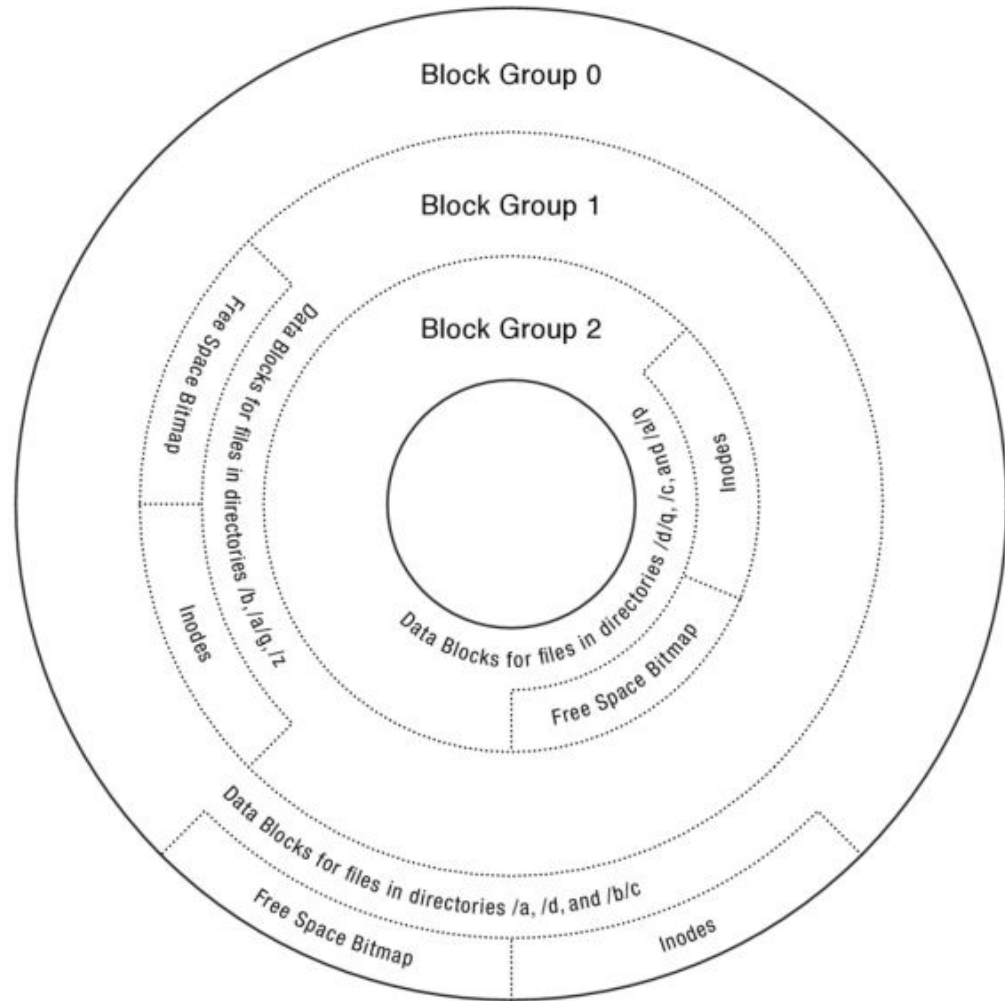 Block Group 0
Block Group 1
Block Group 2
Free Space Bitmap
Data Blocks for files in directories /b, /a/g, /z
Inodes
Inodes
Data Blocks for files in directories /d/q, /c, and /a/p
Free Space Bitmap
Data Blocks for files in directories /a, /d, and /b/c
Free Space Bitmap
Inodes